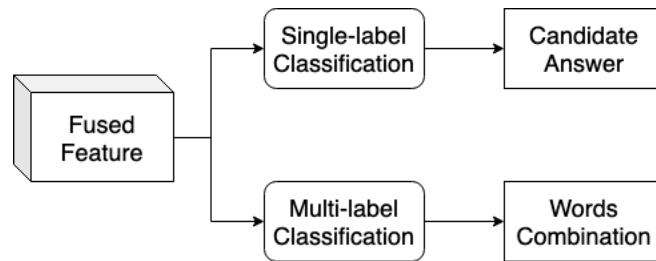 Fused
Feature
Single-label
Classification
Candidate
Answer
Multi-label
Classification
Words
Combination